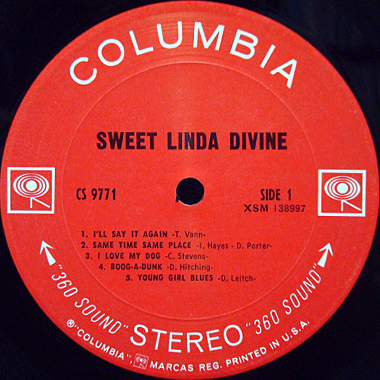 COLUMBIA
SWEET LINDA DIVINE
CS 9771
SIDE 1
XSM 138997
1. I'LL SAY IT AGAIN -T. Vann-
2. SAME TIME SAME PLACE -I. Hayes - D. Porter-
3. I LOVE MY DOG -C. Stevens-
4. BOOG-A-DUNK -D. Hitching-
5. YOUNG GIRL BLUES -D. Leitch-
"360 SOUND" STEREO "360 SOUND"
® "COLUMBIA", MARCAS REG. PRINTED IN U.S.A.